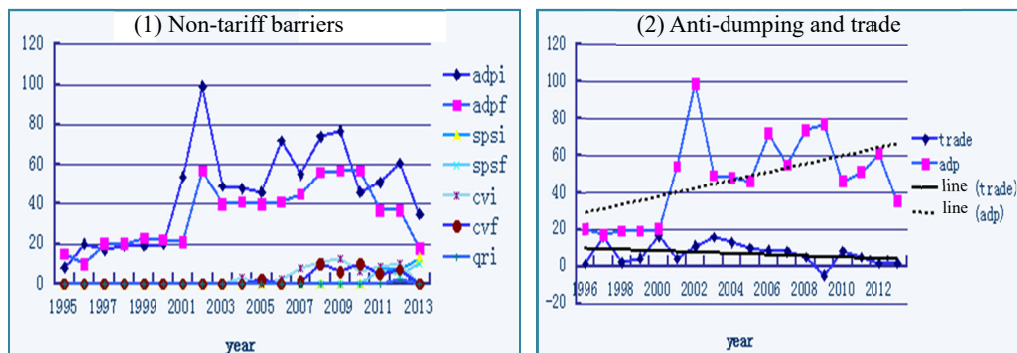 (1) Non-tariff barriers
120
100
80
60
40
20
0
1995 1997 1999 2001 2003 2005 2007 2009 2011 2013
year
adpi
adpf
spsi
spsf
cvi
cvf
qri
(2) Anti-dumping and trade
120
100
80
60
40
20
0
-20
1996 1998 2000 2002 2004 2006 2008 2010 2012
year
trade
adp
line (trade)
line (adp)